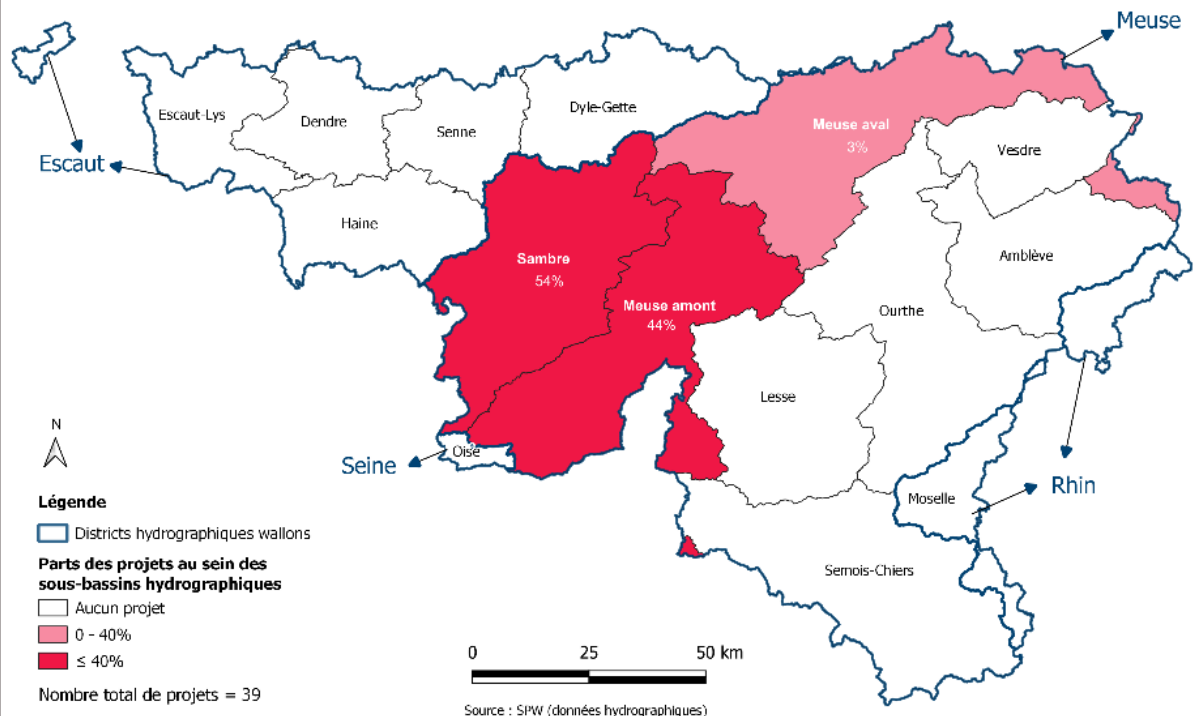 Meuse
Escaut-Lys
Dendre
Senne
Dyle-Gette
Meuse aval
3%
Vesdre
Escaut
Haine
Amblève
Sambre
54%
Meuse amont
44%
Ourthe
Lesse
N
Oise
Seine
Moselle
Rhin
Semois-Chiers
Légende
Districts hydrographiques wallons
Parts des projets au sein des
sous-bassins hydrographiques
Aucun projet
0 - 40%
≤ 40%
Nombre total de projets = 39
0 25 50 km
Source : SPW (données hydrographiques)